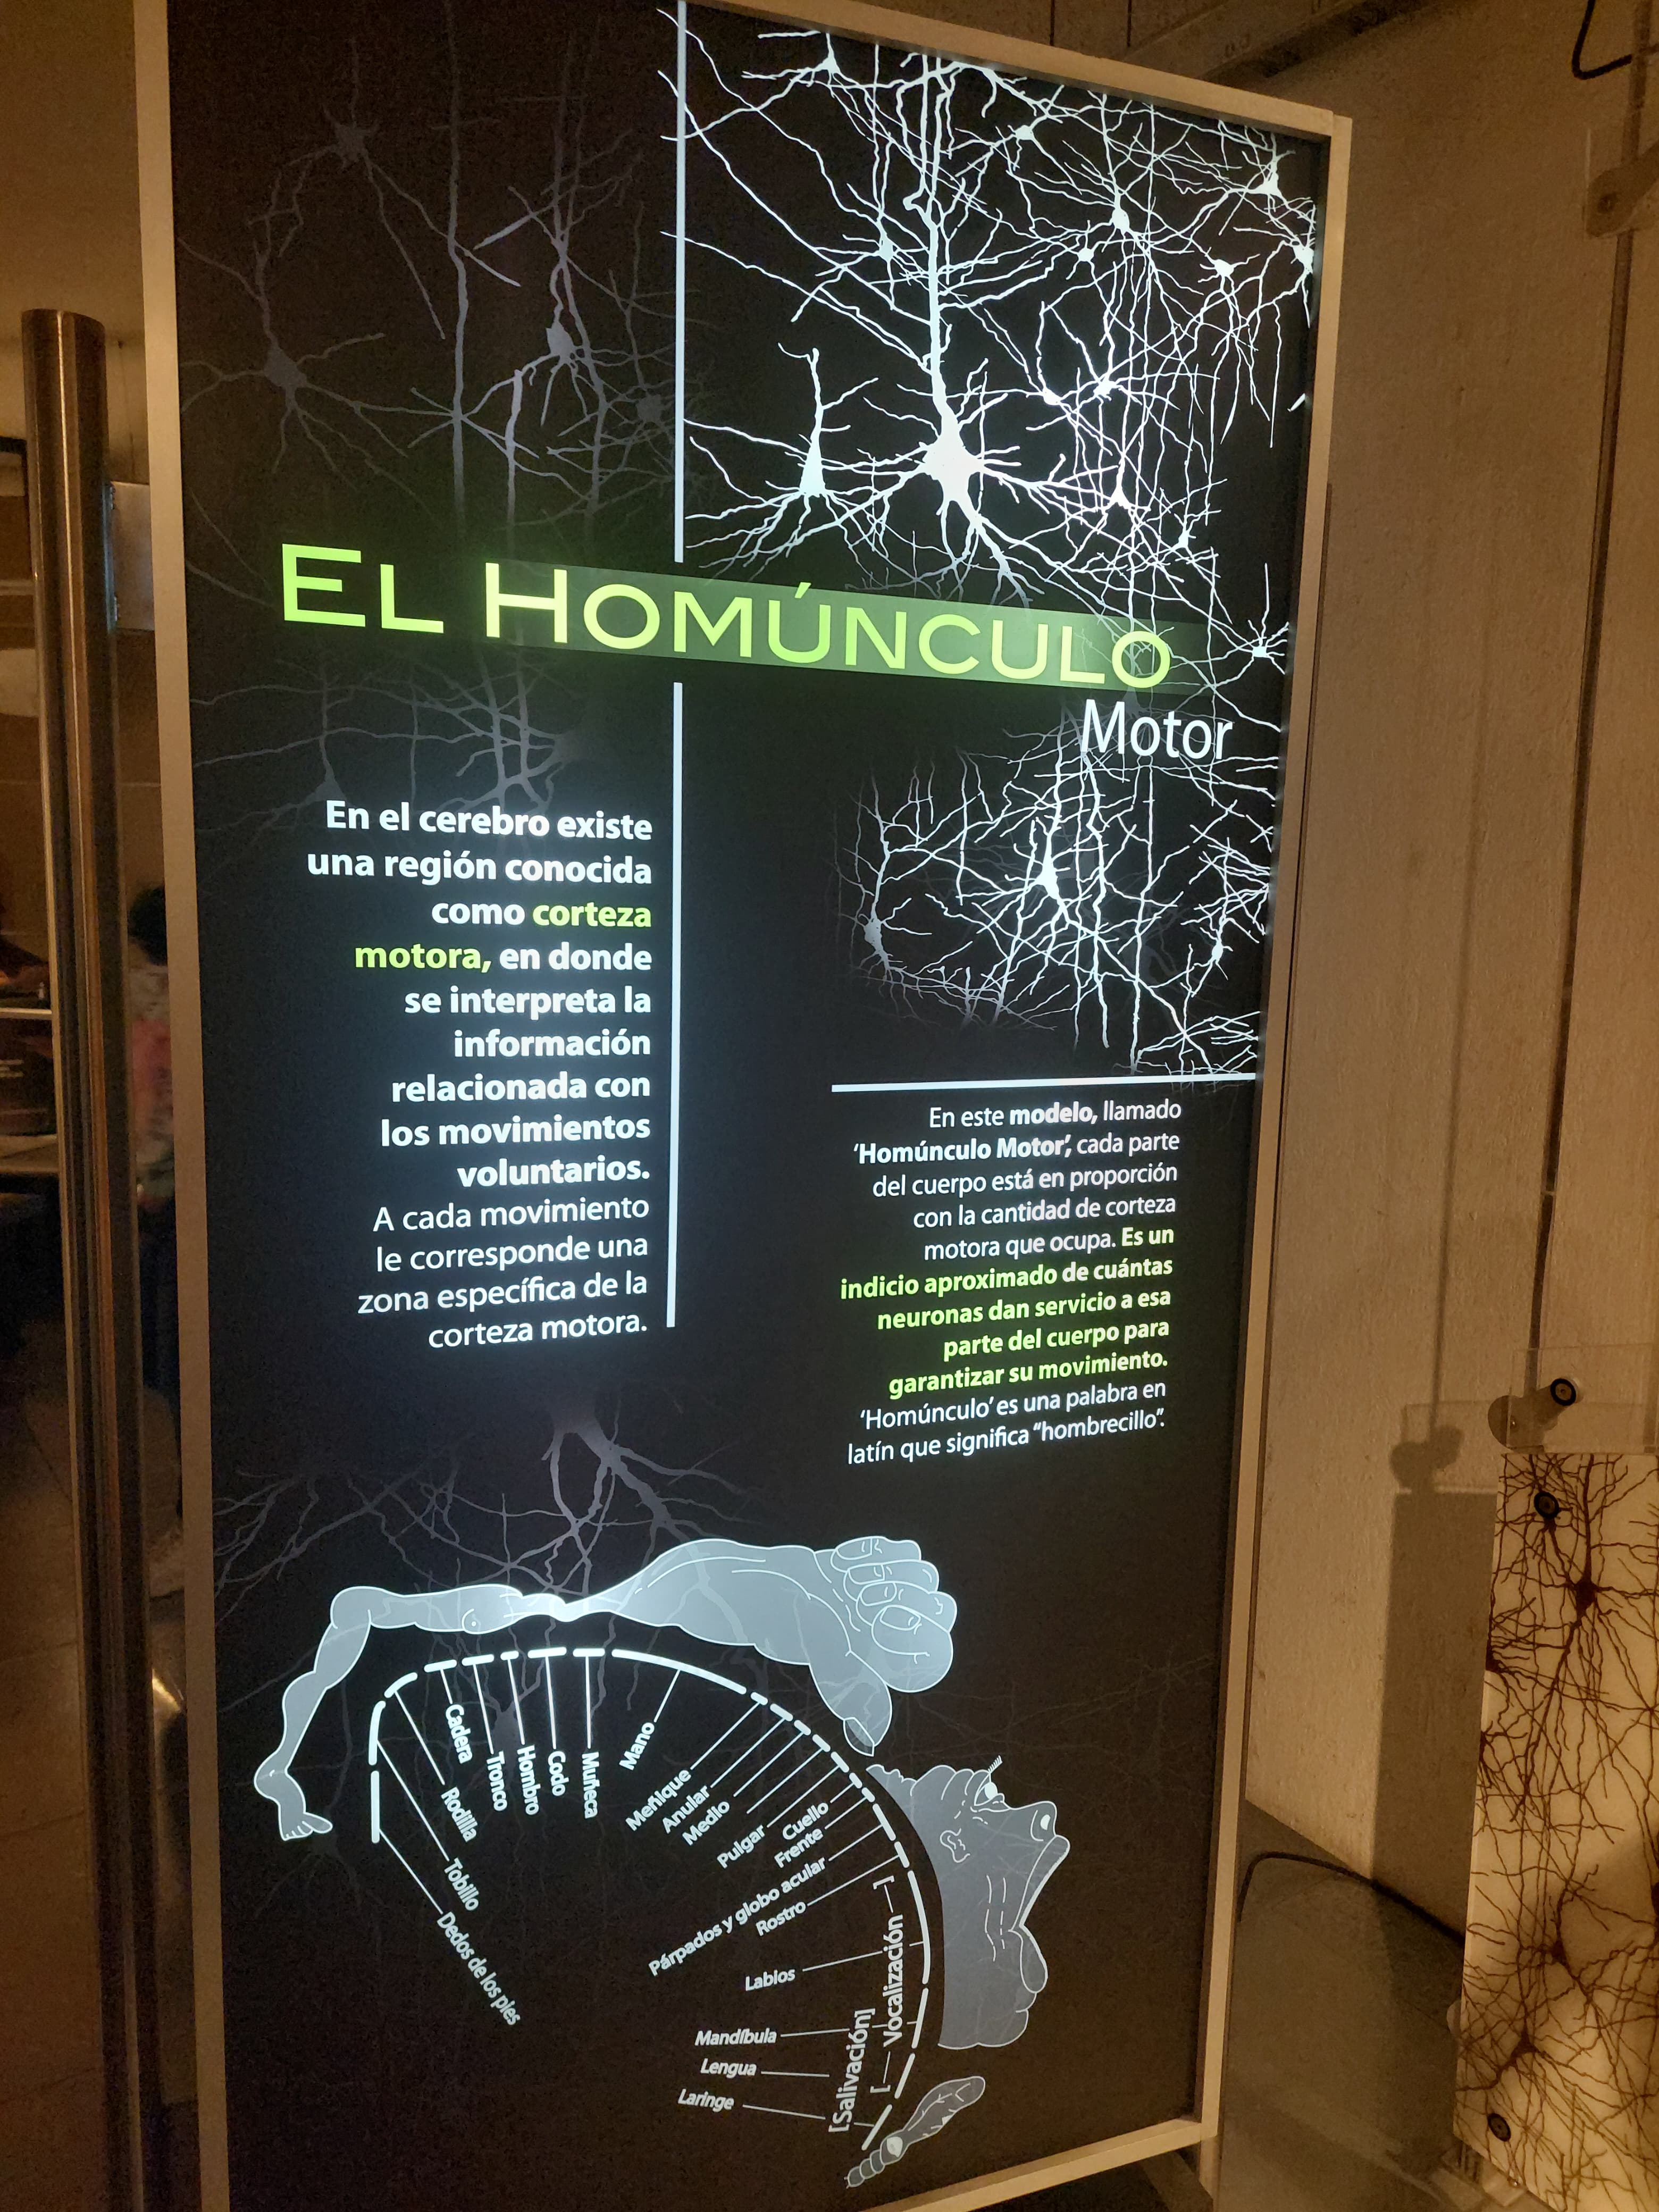 EL HOMÚNCULO
Motor
En el cerebro existe
una región conocida
como corteza
motora, en donde
se interpreta la
información
relacionada con
los movimientos
voluntarios.
A cada movimiento
le corresponde una
zona específica de la
corteza motora.
En este modelo, llamado
‘Homúnculo Motor’, cada parte
del cuerpo está en proporción
con la cantidad de corteza
motora que ocupa. Es un
indicio aproximado de cuántas
neuronas dan servicio a esa
parte del cuerpo para
garantizar su movimiento.
‘Homúnculo’ es una palabra en
latín que significa “hombrecillo”.
Dedos de los pies
Tobillo
Rodilla
Cadera
Tronco
Hombro
Codo
Muñeca
Mano
Meñique
Anular
Medio
Pulgar
Cuello
Frente
Párpados y globo acular
Rostro
Labios
Mandíbula
Lengua
Laringe
[Vocalización]
[Salivación]